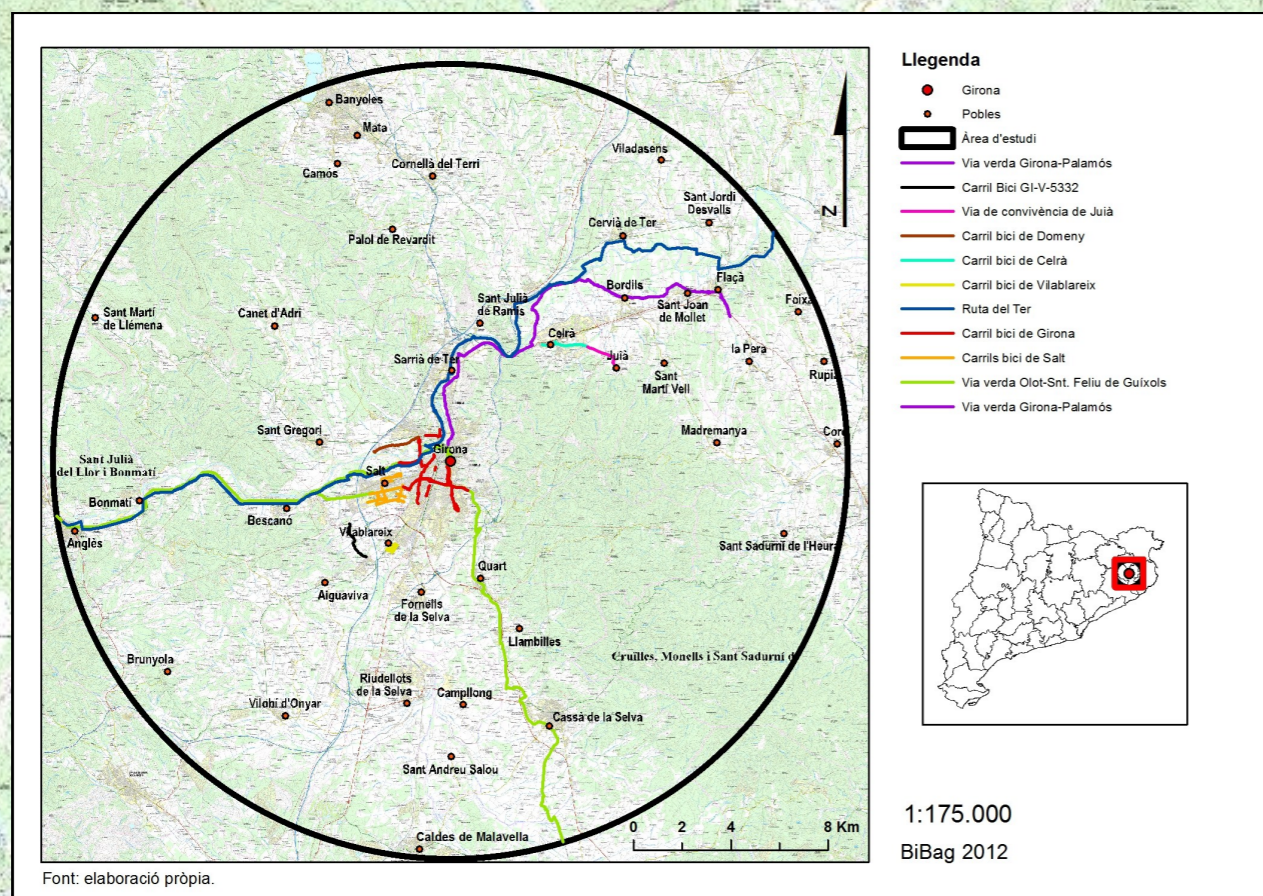 Banyoles
Mata
Camós
Cornellà del Terri
Viladasens
Sant Jordi
Desvalls
Cervià de Ter
Palol de Revardit
N
Sant Julià
de Ramis
Bordils
Flaçà
Sant Joan
de Mollet
Foixà
Sant Martí
de Llémena
Canet d'Adri
Celrà
Juià
Sarrià de Ter
Sant
Martí Vell
la Pera
Rupià
Sant Gregori
Madremanya
Corç
Girona
Sant Julià
del Llor i Bonmatí
Salt
Bonmatí
Bescanó
Anglès
Vilablareix
Sant Sadurní de l'Heura
Quart
Aiguaviva
Fornells
de la Selva
Llambilles
Cruïlles, Monells i Sant Sadurní d
Brunyola
Riudellots
de la Selva
Campllong
Vilobí d'Onyar
Cassà de la Selva
Sant Andreu Salou
Caldes de Malavella
0 2 4 8 Km
Font: elaboració pròpia.
Llegenda
Girona
Pobles
Àrea d'estudi
Via verda Girona-Palamós
Carril Bici GI-V-5332
Via de convivència de Juià
Carril bici de Domeny
Carril bici de Celrà
Carril bici de Vilablareix
Ruta del Ter
Carril bici de Girona
Carrils bici de Salt
Via verda Olot-Snt. Feliu de Guíxols
Via verda Girona-Palamós
1:175.000
BiBag 2012